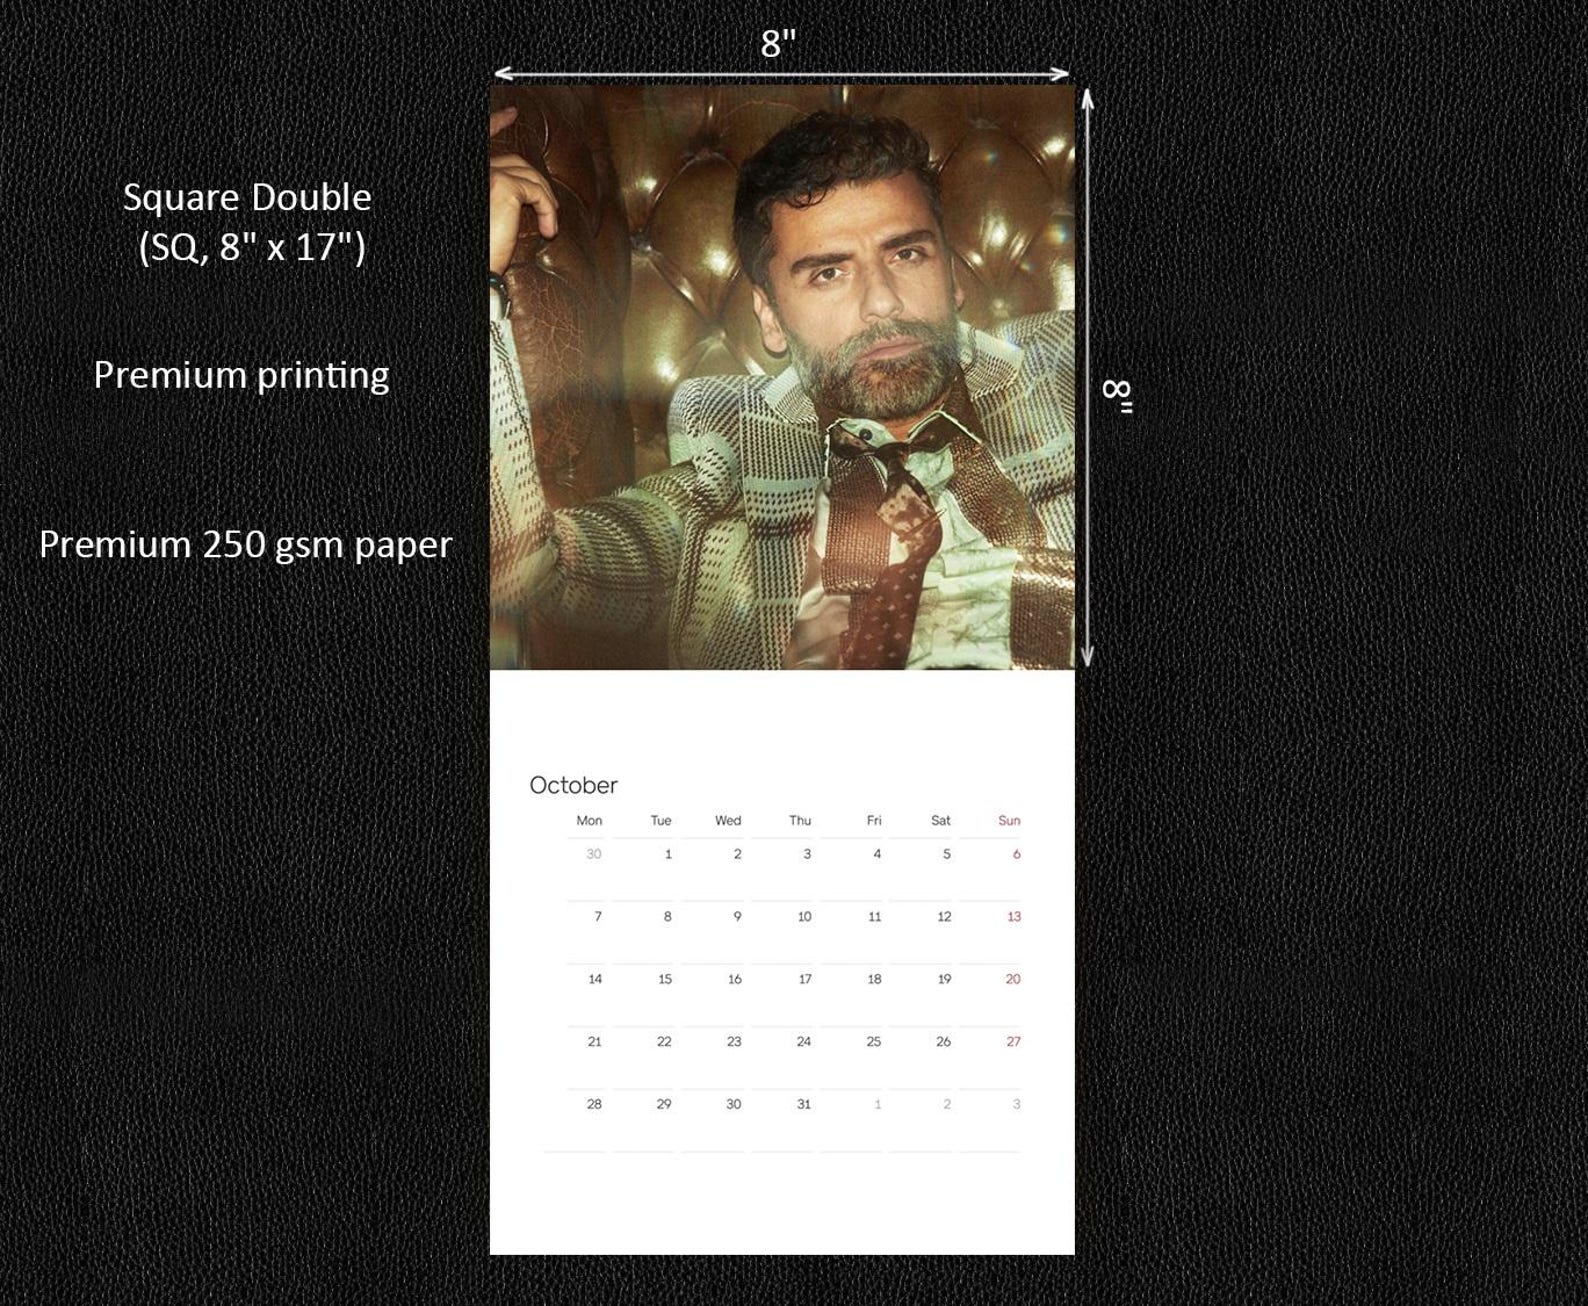 8"
8"
Square Double
(SQ, 8" x 17")
Premium printing
Premium 250 gsm paper
October
Mon Tue Wed Thu Fri Sat Sun
30 1 2 3 4 5 6
7 8 9 10 11 12 13
14 15 16 17 18 19 20
21 22 23 24 25 26 27
28 29 30 31 1 2 3